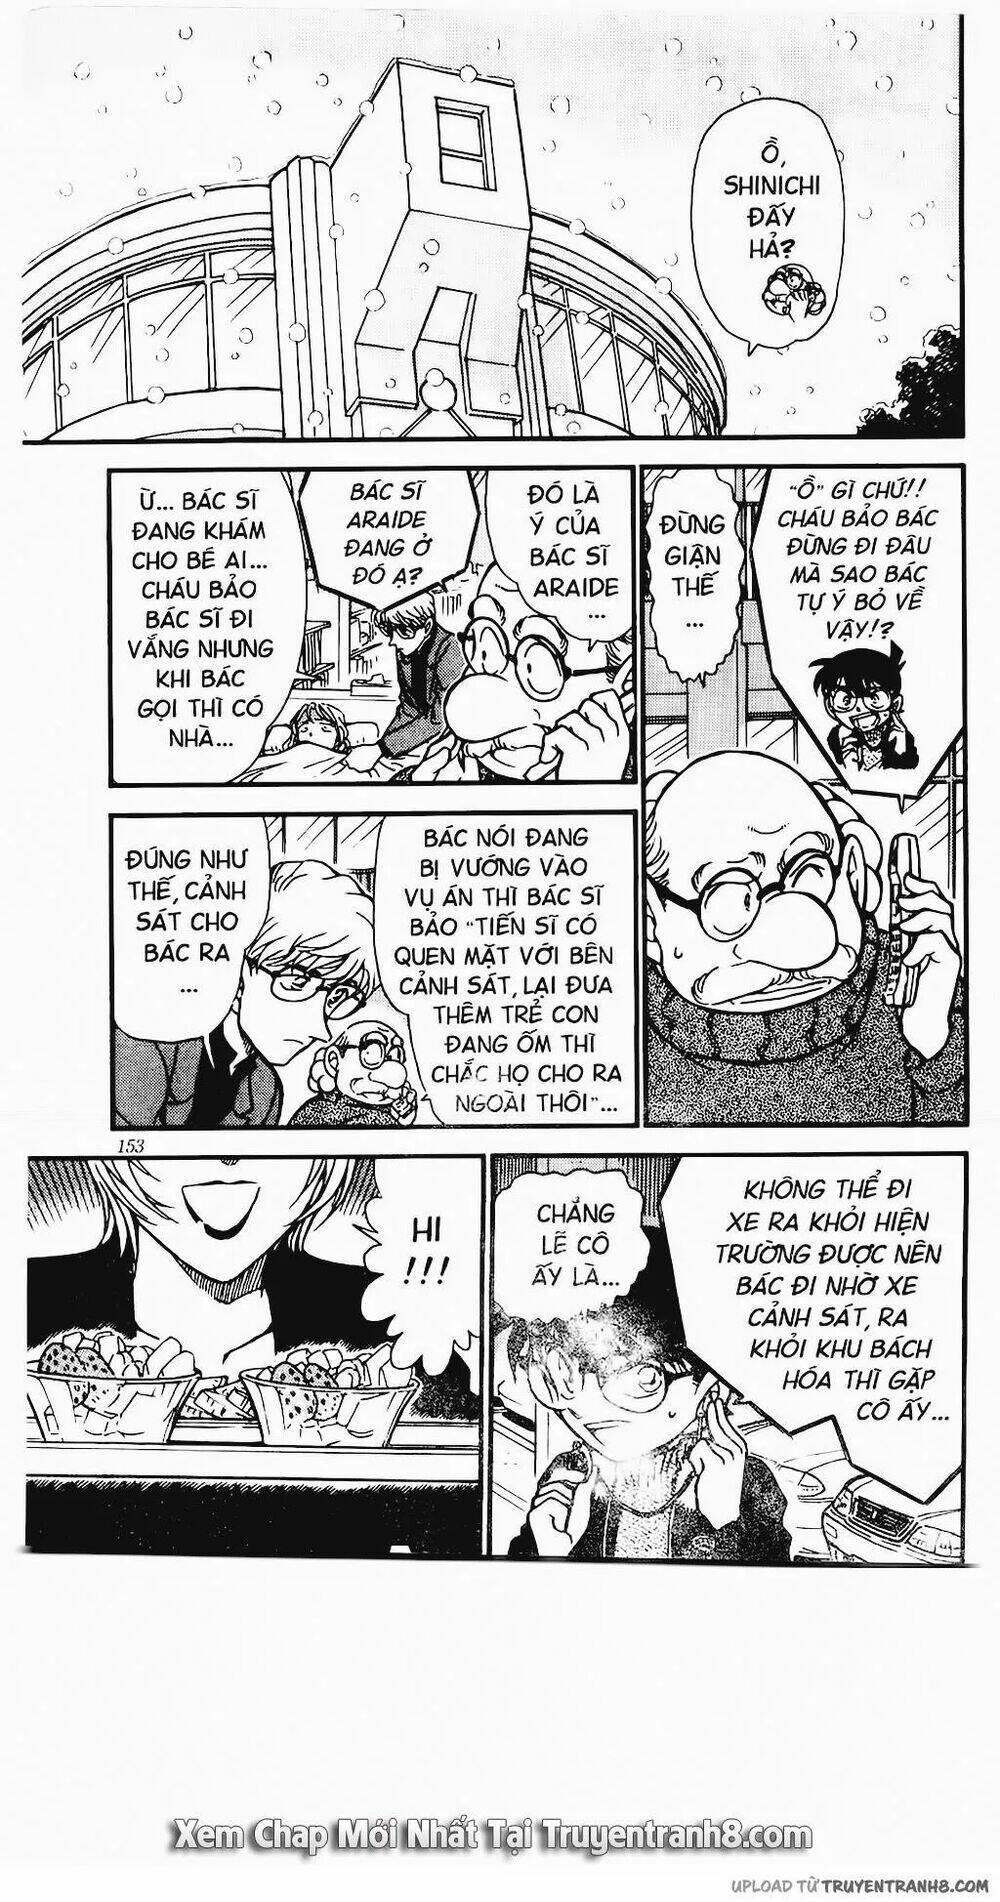 Ồ,
SHINICHI
ĐẤY
HẢ?
"Ồ" GÌ CHỨ!!
CHÁU BẢO BÁC
ĐỪNG ĐI ĐÂU
MÀ SAO BÁC
TỰ Ý BỎ VỀ
VẬY!?
ĐỪNG
GIẬN
THẾ
...
ĐÓ LÀ
Ý CỦA
BÁC SĨ
ARAIDE
...
BÁC SĨ
ARAIDE
ĐANG Ở
ĐÓ Ạ?
Ừ... BÁC SĨ
ĐANG KHÁM
CHO BÉ AI...
CHÁU BẢO
BÁC SĨ ĐI
VẮNG NHƯNG
KHI BÁC
GỌI THÌ CÓ
NHÀ...
BÁC NÓI ĐANG
BỊ VƯỚNG VÀO
VỤ ÁN THÌ BÁC SĨ
BẢO "TIẾN SĨ CÓ
QUEN MẶT VỚI BÊN
CẢNH SÁT, LẠI ĐƯA
THÊM TRẺ CON
ĐANG ỐM THÌ
CHẮC HỌ CHO RA
NGOÀI THÔI"...
ĐÚNG NHƯ
THẾ, CẢNH
SÁT CHO
BÁC RA
...
153
KHÔNG THỂ ĐI
XE RA KHỎI HIỆN
TRƯỜNG ĐƯỢC NÊN
BÁC ĐI NHỜ XE
CẢNH SÁT, RA
KHỎI KHU BÁCH
HÓA THÌ GẶP
CÔ ẤY...
CHẲNG
LẼ CÔ
ẤY LÀ...
HI
!!!
Xem Chap Mới Nhất Tại Truyentranh8.com
UPLOAD TỪ TRUYENTRANH8.COM